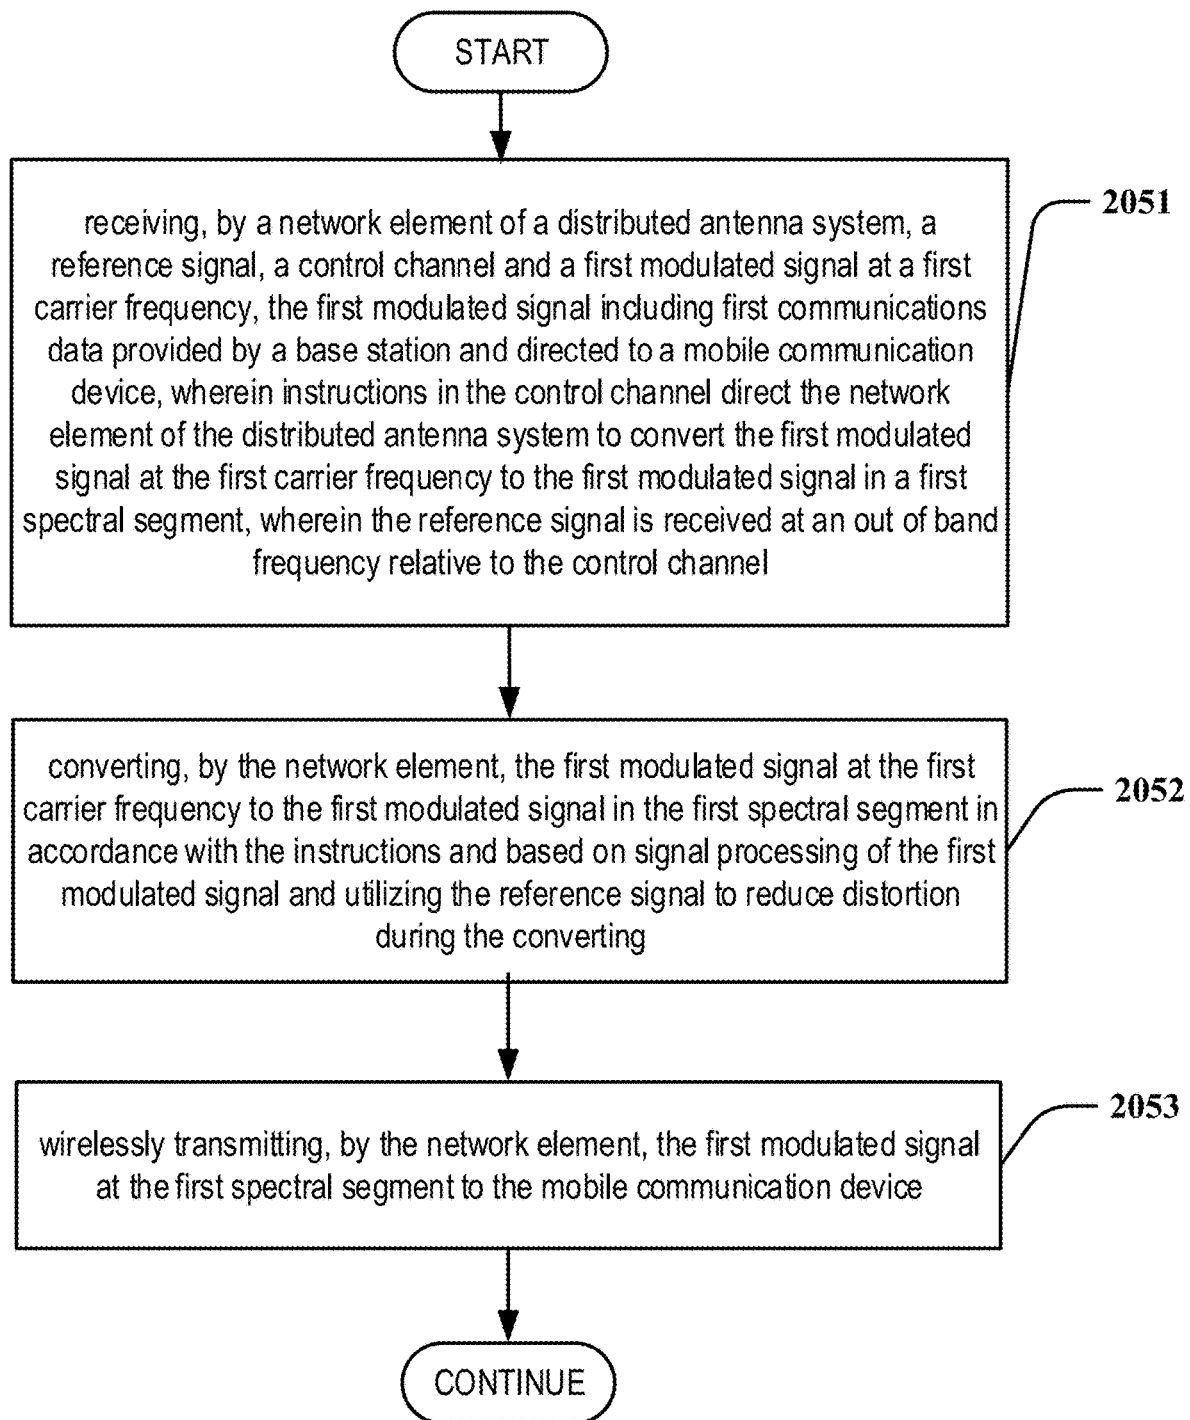 START
receiving, by a network element of a distributed antenna system, a
reference signal, a control channel and a first modulated signal at a first
carrier frequency, the first modulated signal including first communications
data provided by a base station and directed to a mobile communication
device, wherein instructions in the control channel direct the network
element of the distributed antenna system to convert the first modulated
signal at the first carrier frequency to the first modulated signal in a first
spectral segment, wherein the reference signal is received at an out of band
frequency relative to the control channel
2051
converting, by the network element, the first modulated signal at the first
carrier frequency to the first modulated signal in the first spectral segment in
accordance with the instructions and based on signal processing of the first
modulated signal and utilizing the reference signal to reduce distortion
during the converting
2052
wirelessly transmitting, by the network element, the first modulated signal
at the first spectral segment to the mobile communication device
2053
CONTINUE